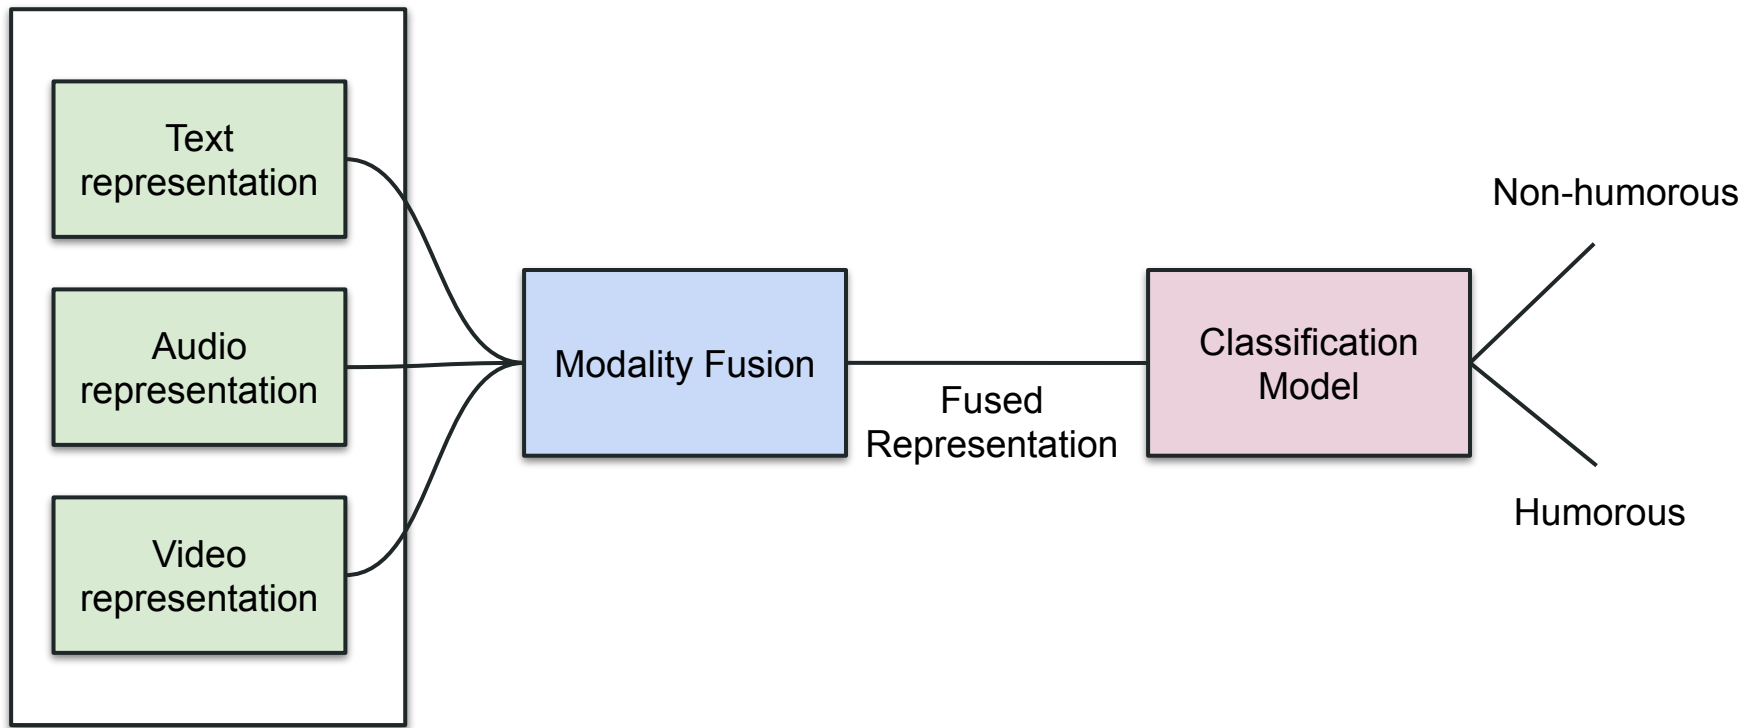 Text
representation
Audio
representation
Video
representation
Modality Fusion
Fused
Representation
Classification
Model
Non-humorous
Humorous